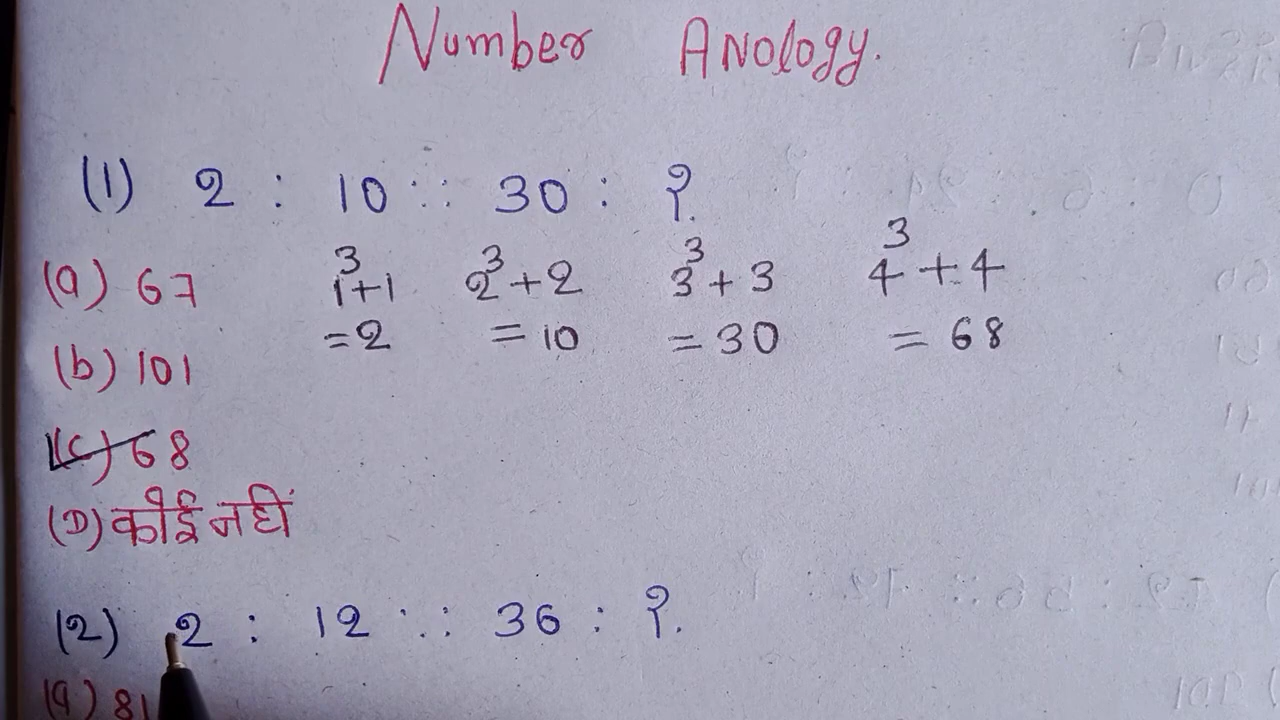 Number Anology.
(1) 2 : 10 :: 30 : ?.
(a) 67
1³+1 2³+2 3³+3 4³+4
=2 =10 =30 =68
(b) 101
(c) 68
(D) कोई नहीं
(2) 2 : 12 :: 36 : ?.
(a) 81